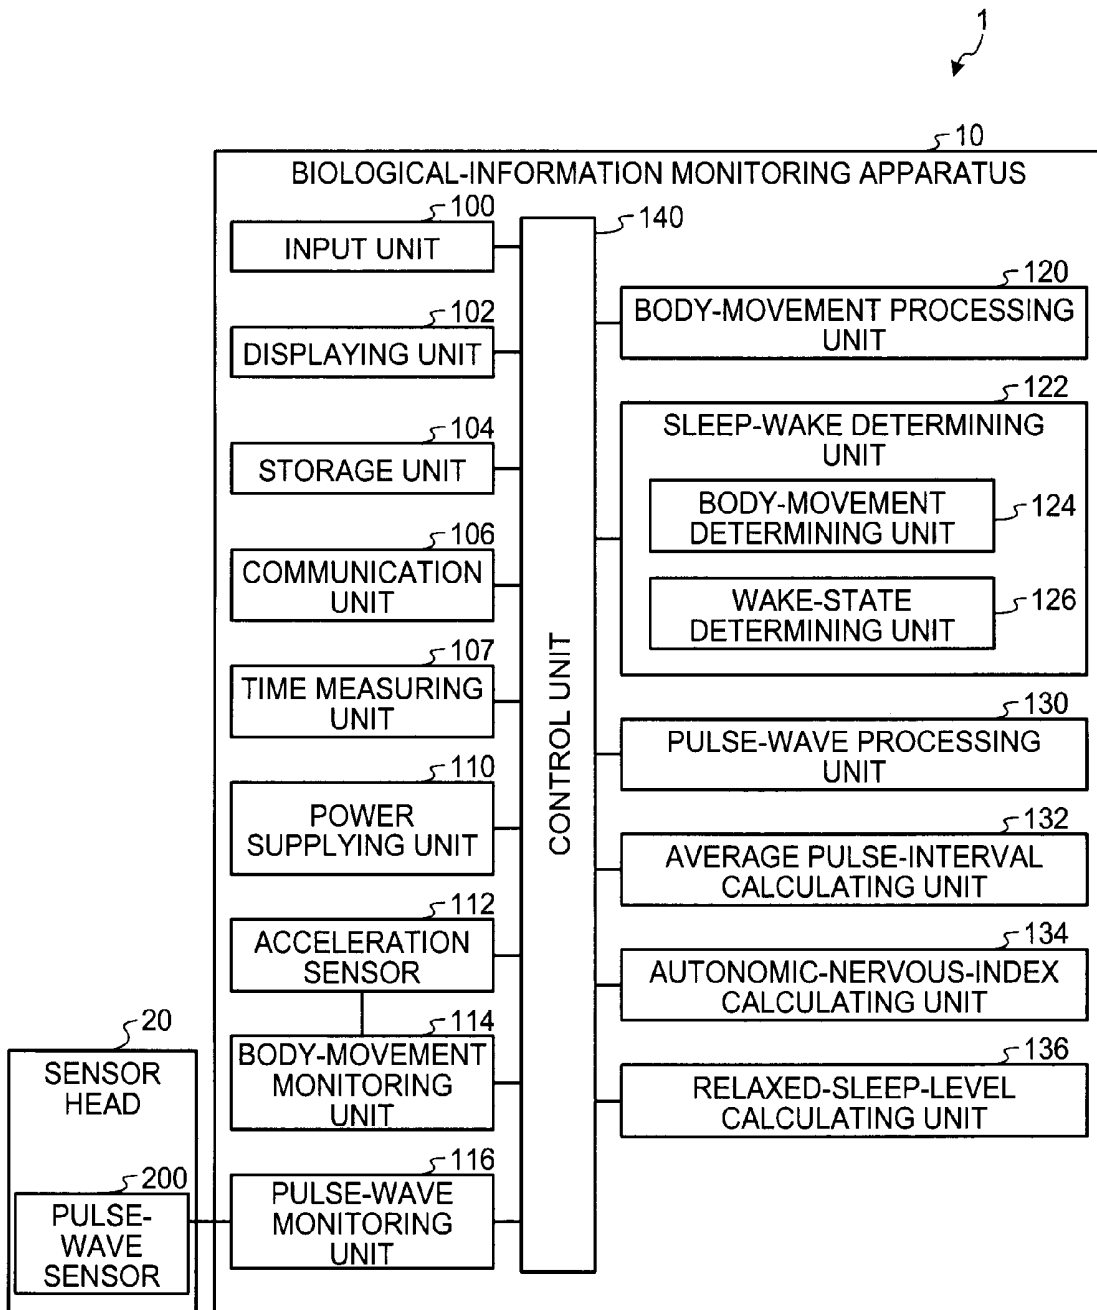 1
10
BIOLOGICAL-INFORMATION MONITORING APPARATUS
100
INPUT UNIT
102
DISPLAYING UNIT
104
STORAGE UNIT
106
COMMUNICATION
UNIT
107
TIME MEASURING
UNIT
110
POWER
SUPPLYING UNIT
112
ACCELERATION
SENSOR
114
BODY-MOVEMENT
MONITORING
UNIT
116
PULSE-WAVE
MONITORING
UNIT
20
SENSOR
HEAD
200
PULSE-
WAVE
SENSOR
140
CONTROL UNIT
120
BODY-MOVEMENT PROCESSING
UNIT
122
SLEEP-WAKE DETERMINING
UNIT
BODY-MOVEMENT
DETERMINING UNIT
124
WAKE-STATE
DETERMINING UNIT
126
130
PULSE-WAVE PROCESSING
UNIT
132
AVERAGE PULSE-INTERVAL
CALCULATING UNIT
134
AUTONOMIC-NERVOUS-INDEX
CALCULATING UNIT
136
RELAXED-SLEEP-LEVEL
CALCULATING UNIT